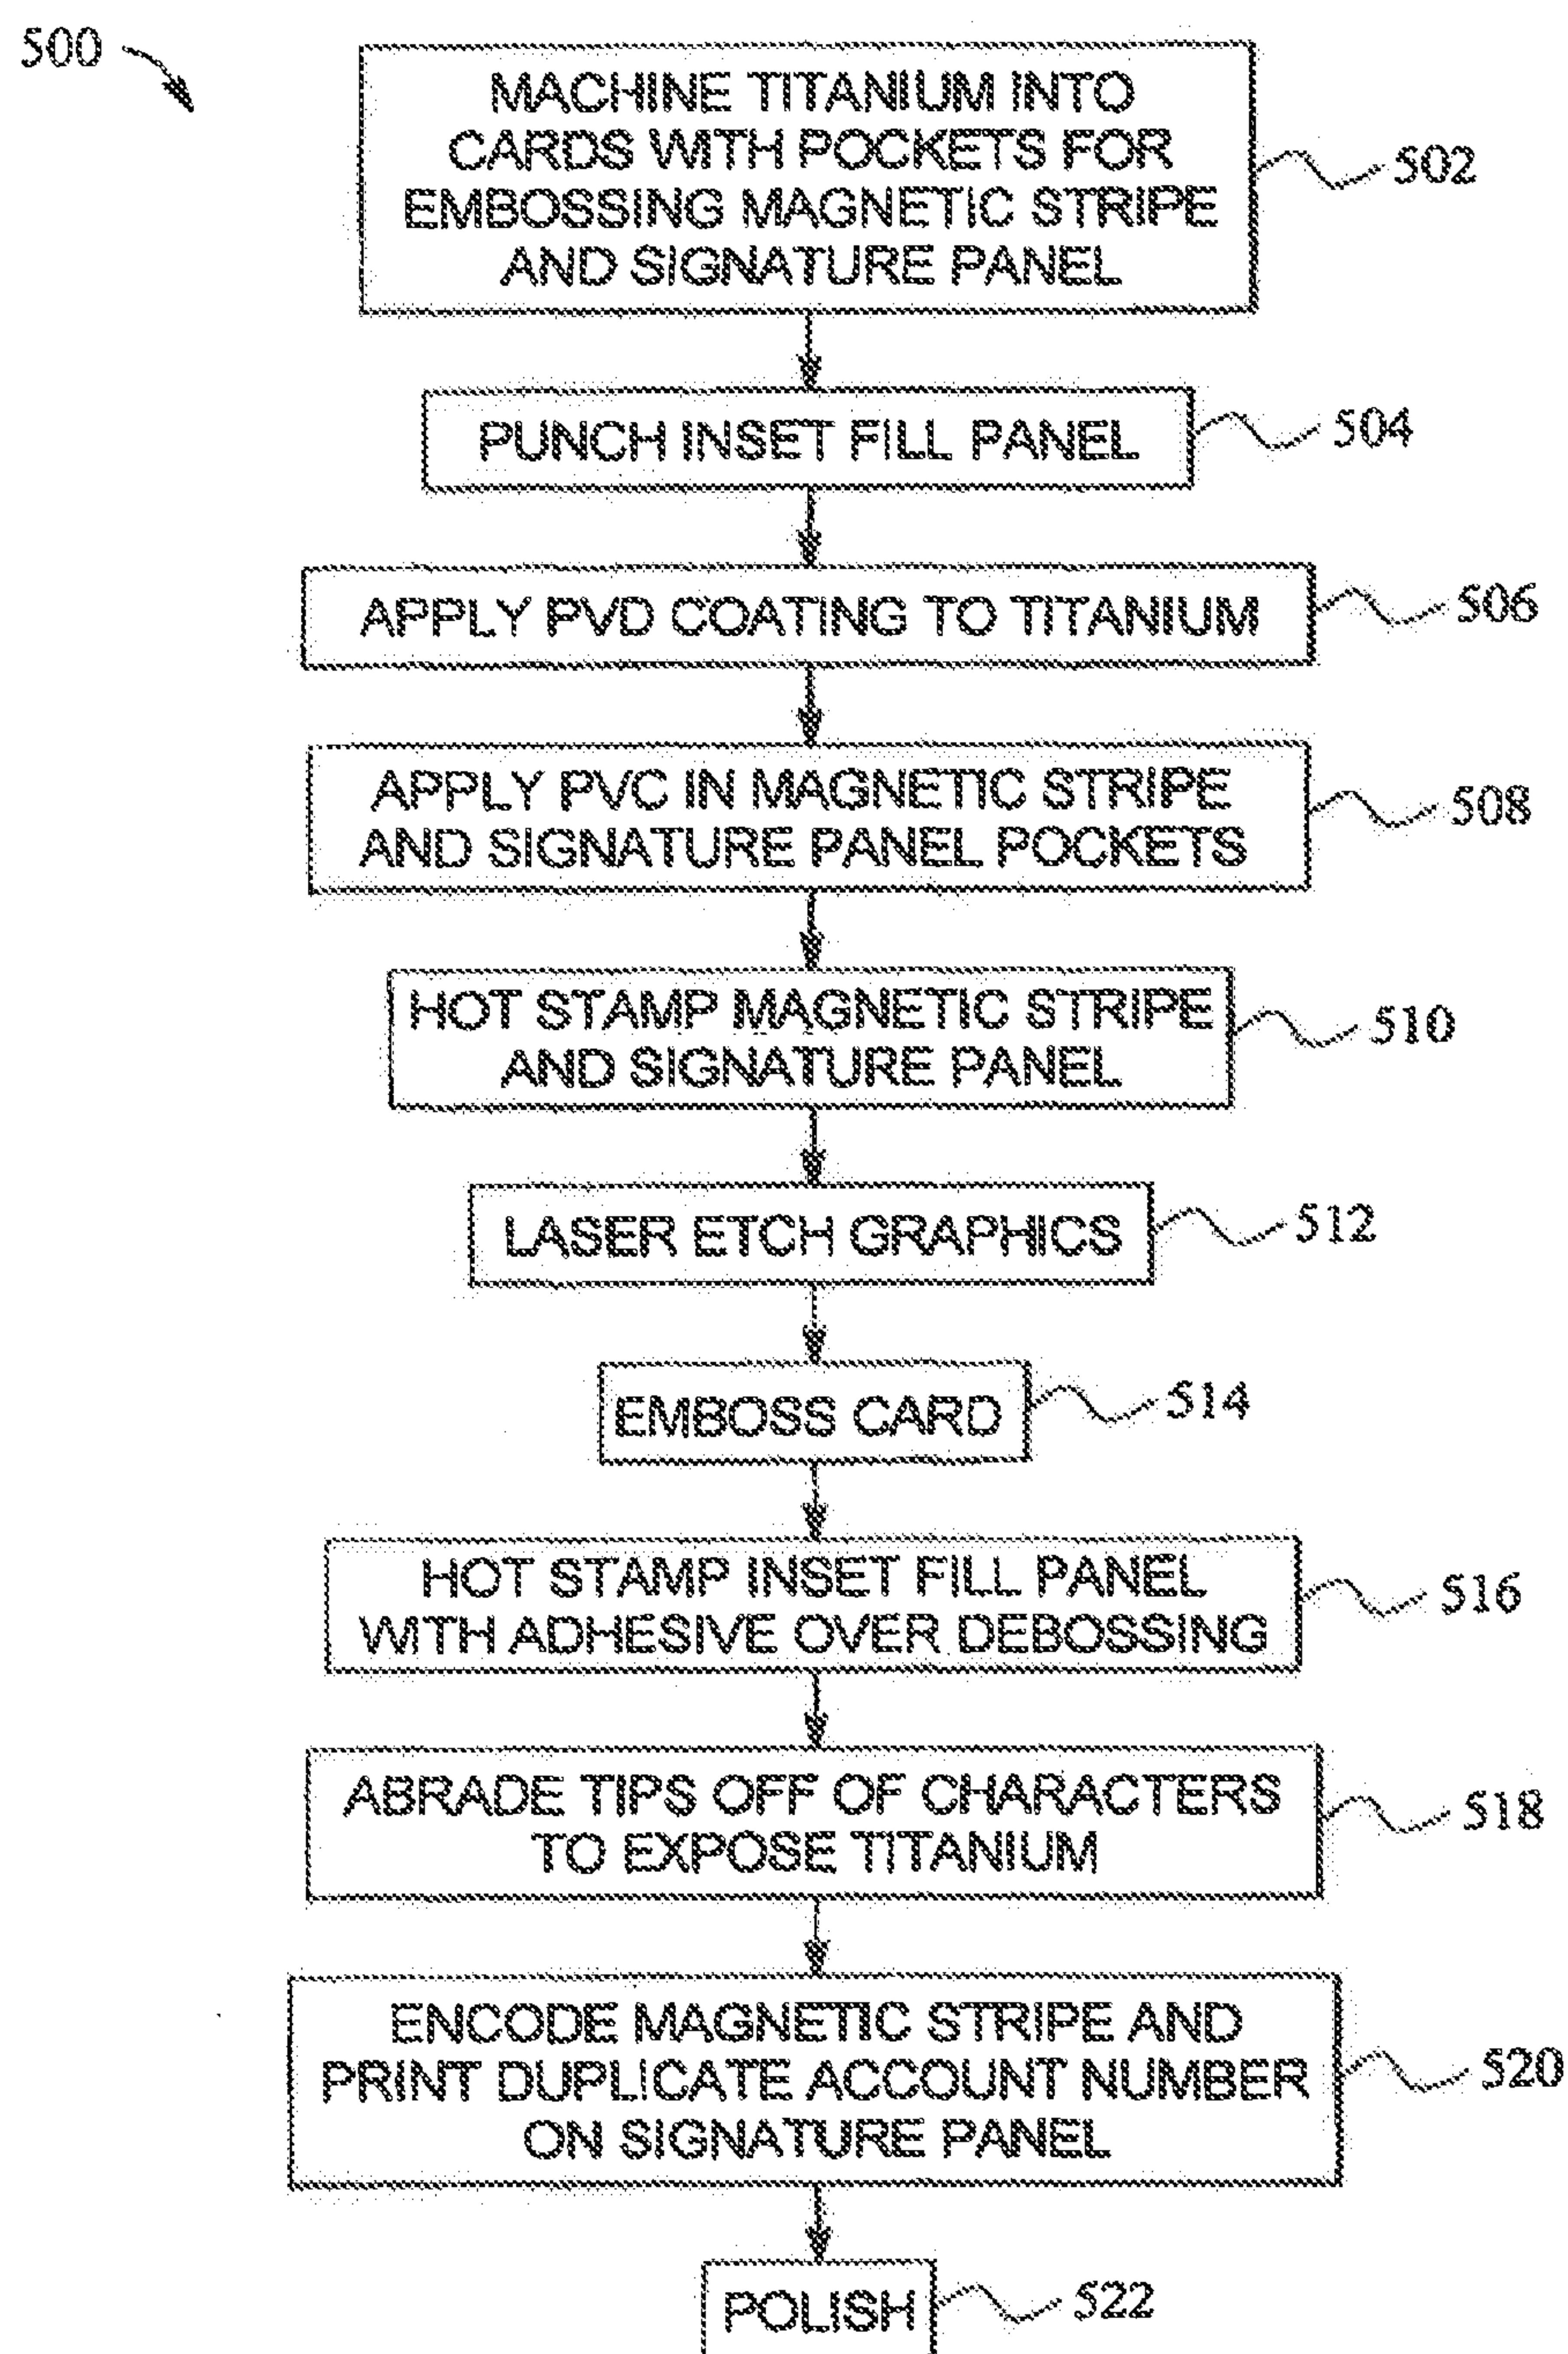 500
MACHINE TITANIUM INTO
CARDS WITH POCKETS FOR
EMBOSSING MAGNETIC STRIPE
AND SIGNATURE PANEL
502
PUNCH INSET FILL PANEL
504
APPLY PVD COATING TO TITANIUM
506
APPLY PVC IN MAGNETIC STRIPE
AND SIGNATURE PANEL POCKETS
508
HOT STAMP MAGNETIC STRIPE
AND SIGNATURE PANEL
510
LASER ETCH GRAPHICS
512
EMBOSS CARD
514
HOT STAMP INSET FILL PANEL
WITH ADHESIVE OVER DEBOSSING
516
ABRADE TIPS OFF OF CHARACTERS
TO EXPOSE TITANIUM
518
ENCODE MAGNETIC STRIPE AND
PRINT DUPLICATE ACCOUNT NUMBER
ON SIGNATURE PANEL
520
POLISH
522